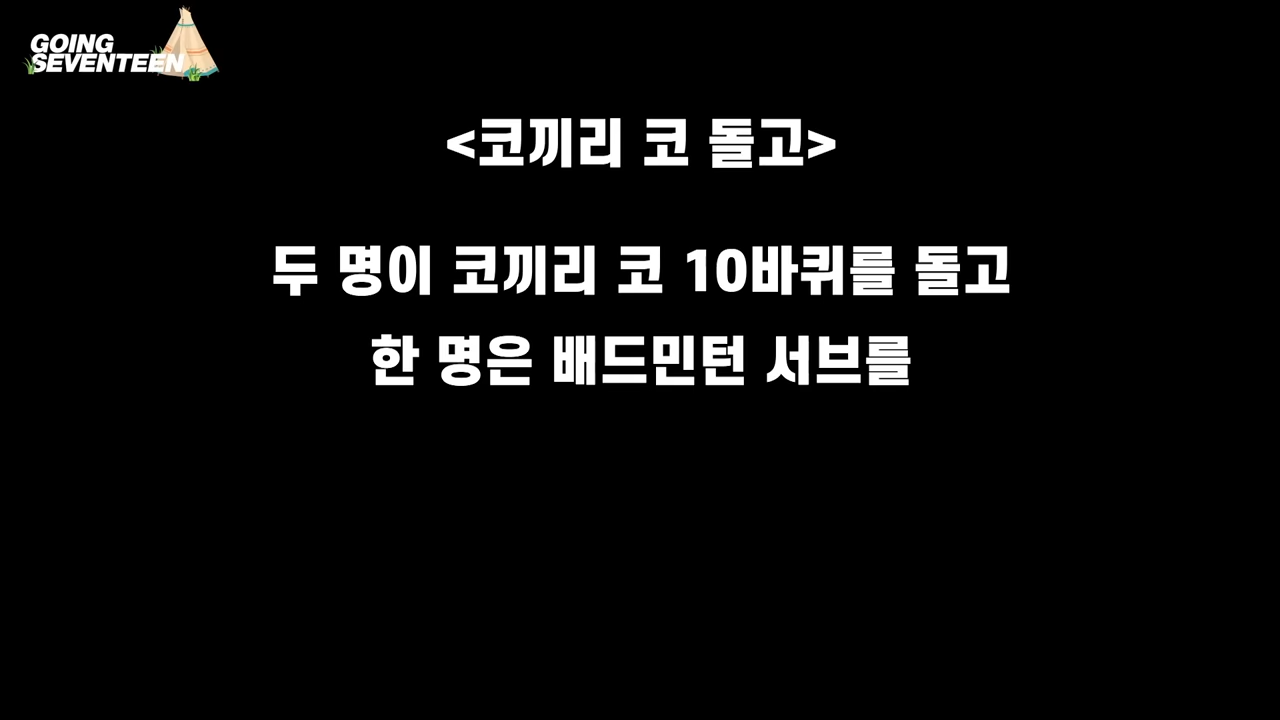 GOING
SEVENTEEN
<코끼리 코 돌고>
두 명이 코끼리 코 10바퀴를 돌고
한 명은 배드민턴 서브를